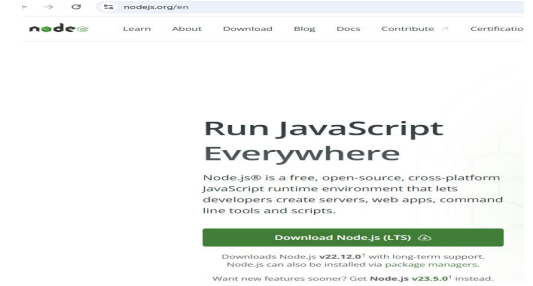 nodejs.org/en
node
Learn About Download Blog Docs Contribute Certificatio
Run JavaScript
Everywhere
Node.js® is a free, open-source, cross-platform
JavaScript runtime environment that lets
developers create servers, web apps, command
line tools and scripts.
Download Node.js (LTS)
Downloads Node.js v22.12.0¹ with long-term support.
Node.js can also be installed via package managers.
Want new features sooner? Get Node.js v23.5.0¹ instead.